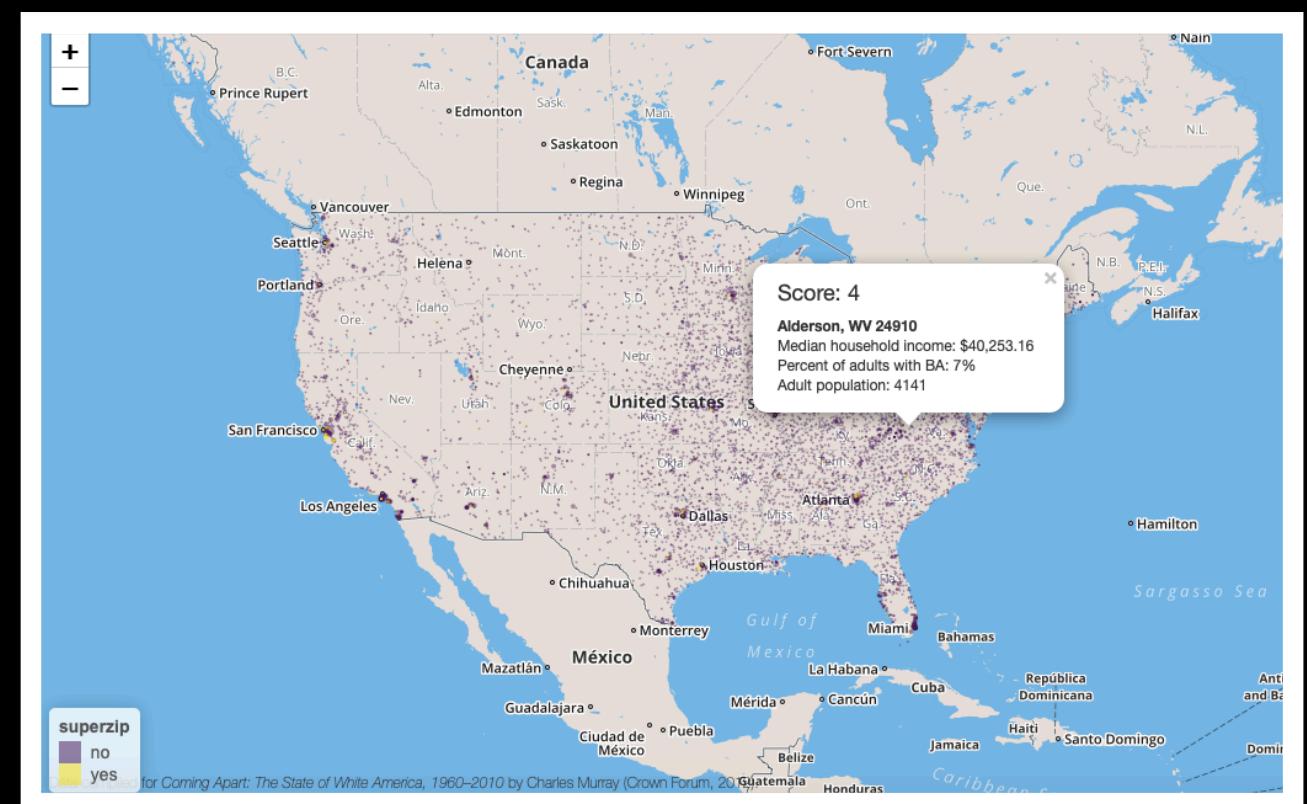 +
−
Nain
Fort Severn
Canada
B.C.
Alta.
Prince Rupert
Edmonton
Sask.
Man.
N.L.
Saskatoon
Regina
Que.
Winnipeg
Ont.
Vancouver
Wash.
Seattle
N.D.
Mont.
Helena
Minn.
N.B.
P.E.I.
Portland
N.S.
Halifax
S.D.
Idaho
Ore.
Wyo.
×
Score: 4
Alderson, WV 24910
Median household income: $40,253.16
Percent of adults with BA: 7%
Adult population: 4141
Nebr.
Iowa
Cheyenne
Nev.
Utah
Colo.
United States
Kans.
Mo.
San Francisco
Calif.
Ky.
Va.
Okla.
Tenn.
N.C.
Ariz.
N.M.
Ark.
Los Angeles
Atlanta
S.C.
Dallas
Miss.
Ala.
Ga.
Hamilton
Tex.
La.
Houston
Fla.
Chihuahua
Sargasso Sea
Gulf of
Mexico
Miami
Bahamas
Monterrey
México
Mazatlán
La Habana
Cuba
República
Dominicana
Mérida
Cancún
Guadalajara
Haiti
Santo Domingo
Ciudad de
México
Puebla
Jamaica
Belize
Guatemala
Honduras
Caribbean
superzip
no
yes
for Coming Apart: The State of White America, 1960–2010 by Charles Murray (Crown Forum,